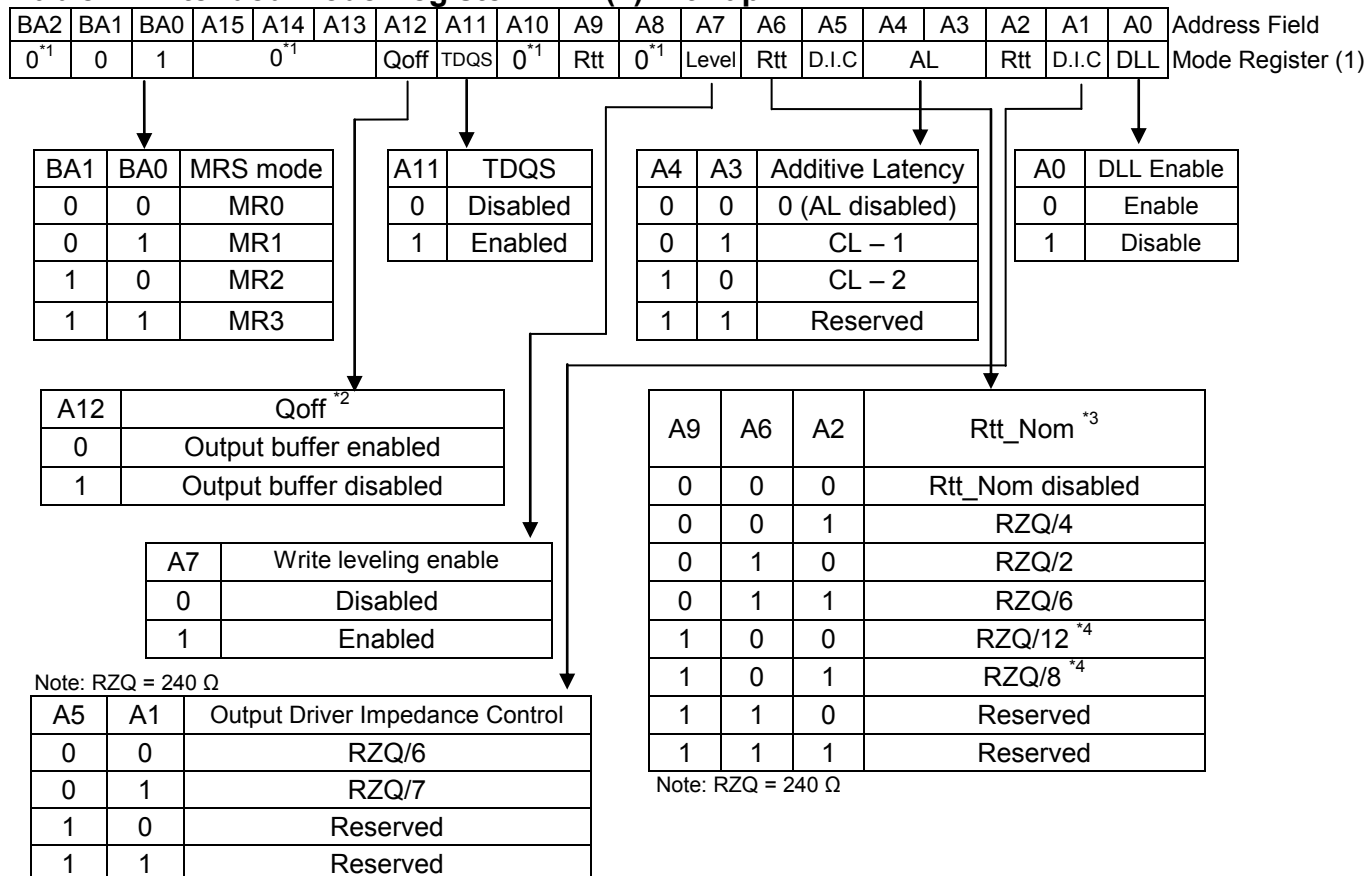 BA2 BA1 BA0 A15 A14 A13 A12 A11 A10 A9 A8 A7 A6 A5 A4 A3 A2 A1 A0 Address Field
0*1 0 1 0*1 Qoff TDQS 0*1 Rtt 0*1 Level Rtt D.I.C AL Rtt D.I.C DLL Mode Register (1)
BA1 BA0 MRS mode
0 0 MR0
0 1 MR1
1 0 MR2
1 1 MR3
A11 TDQS
0 Disabled
1 Enabled
A4 A3 Additive Latency
0 0 0 (AL disabled)
0 1 CL – 1
1 0 CL – 2
1 1 Reserved
A0 DLL Enable
0 Enable
1 Disable
A12 Qoff *2
0 Output buffer enabled
1 Output buffer disabled
A9 A6 A2 Rtt_Nom *3
0 0 0 Rtt_Nom disabled
0 0 1 RZQ/4
0 1 0 RZQ/2
0 1 1 RZQ/6
1 0 0 RZQ/12 *4
1 0 1 RZQ/8 *4
1 1 0 Reserved
1 1 1 Reserved
Note: RZQ = 240 Ω
A7 Write leveling enable
0 Disabled
1 Enabled
Note: RZQ = 240 Ω
A5 A1 Output Driver Impedance Control
0 0 RZQ/6
0 1 RZQ/7
1 0 Reserved
1 1 Reserved